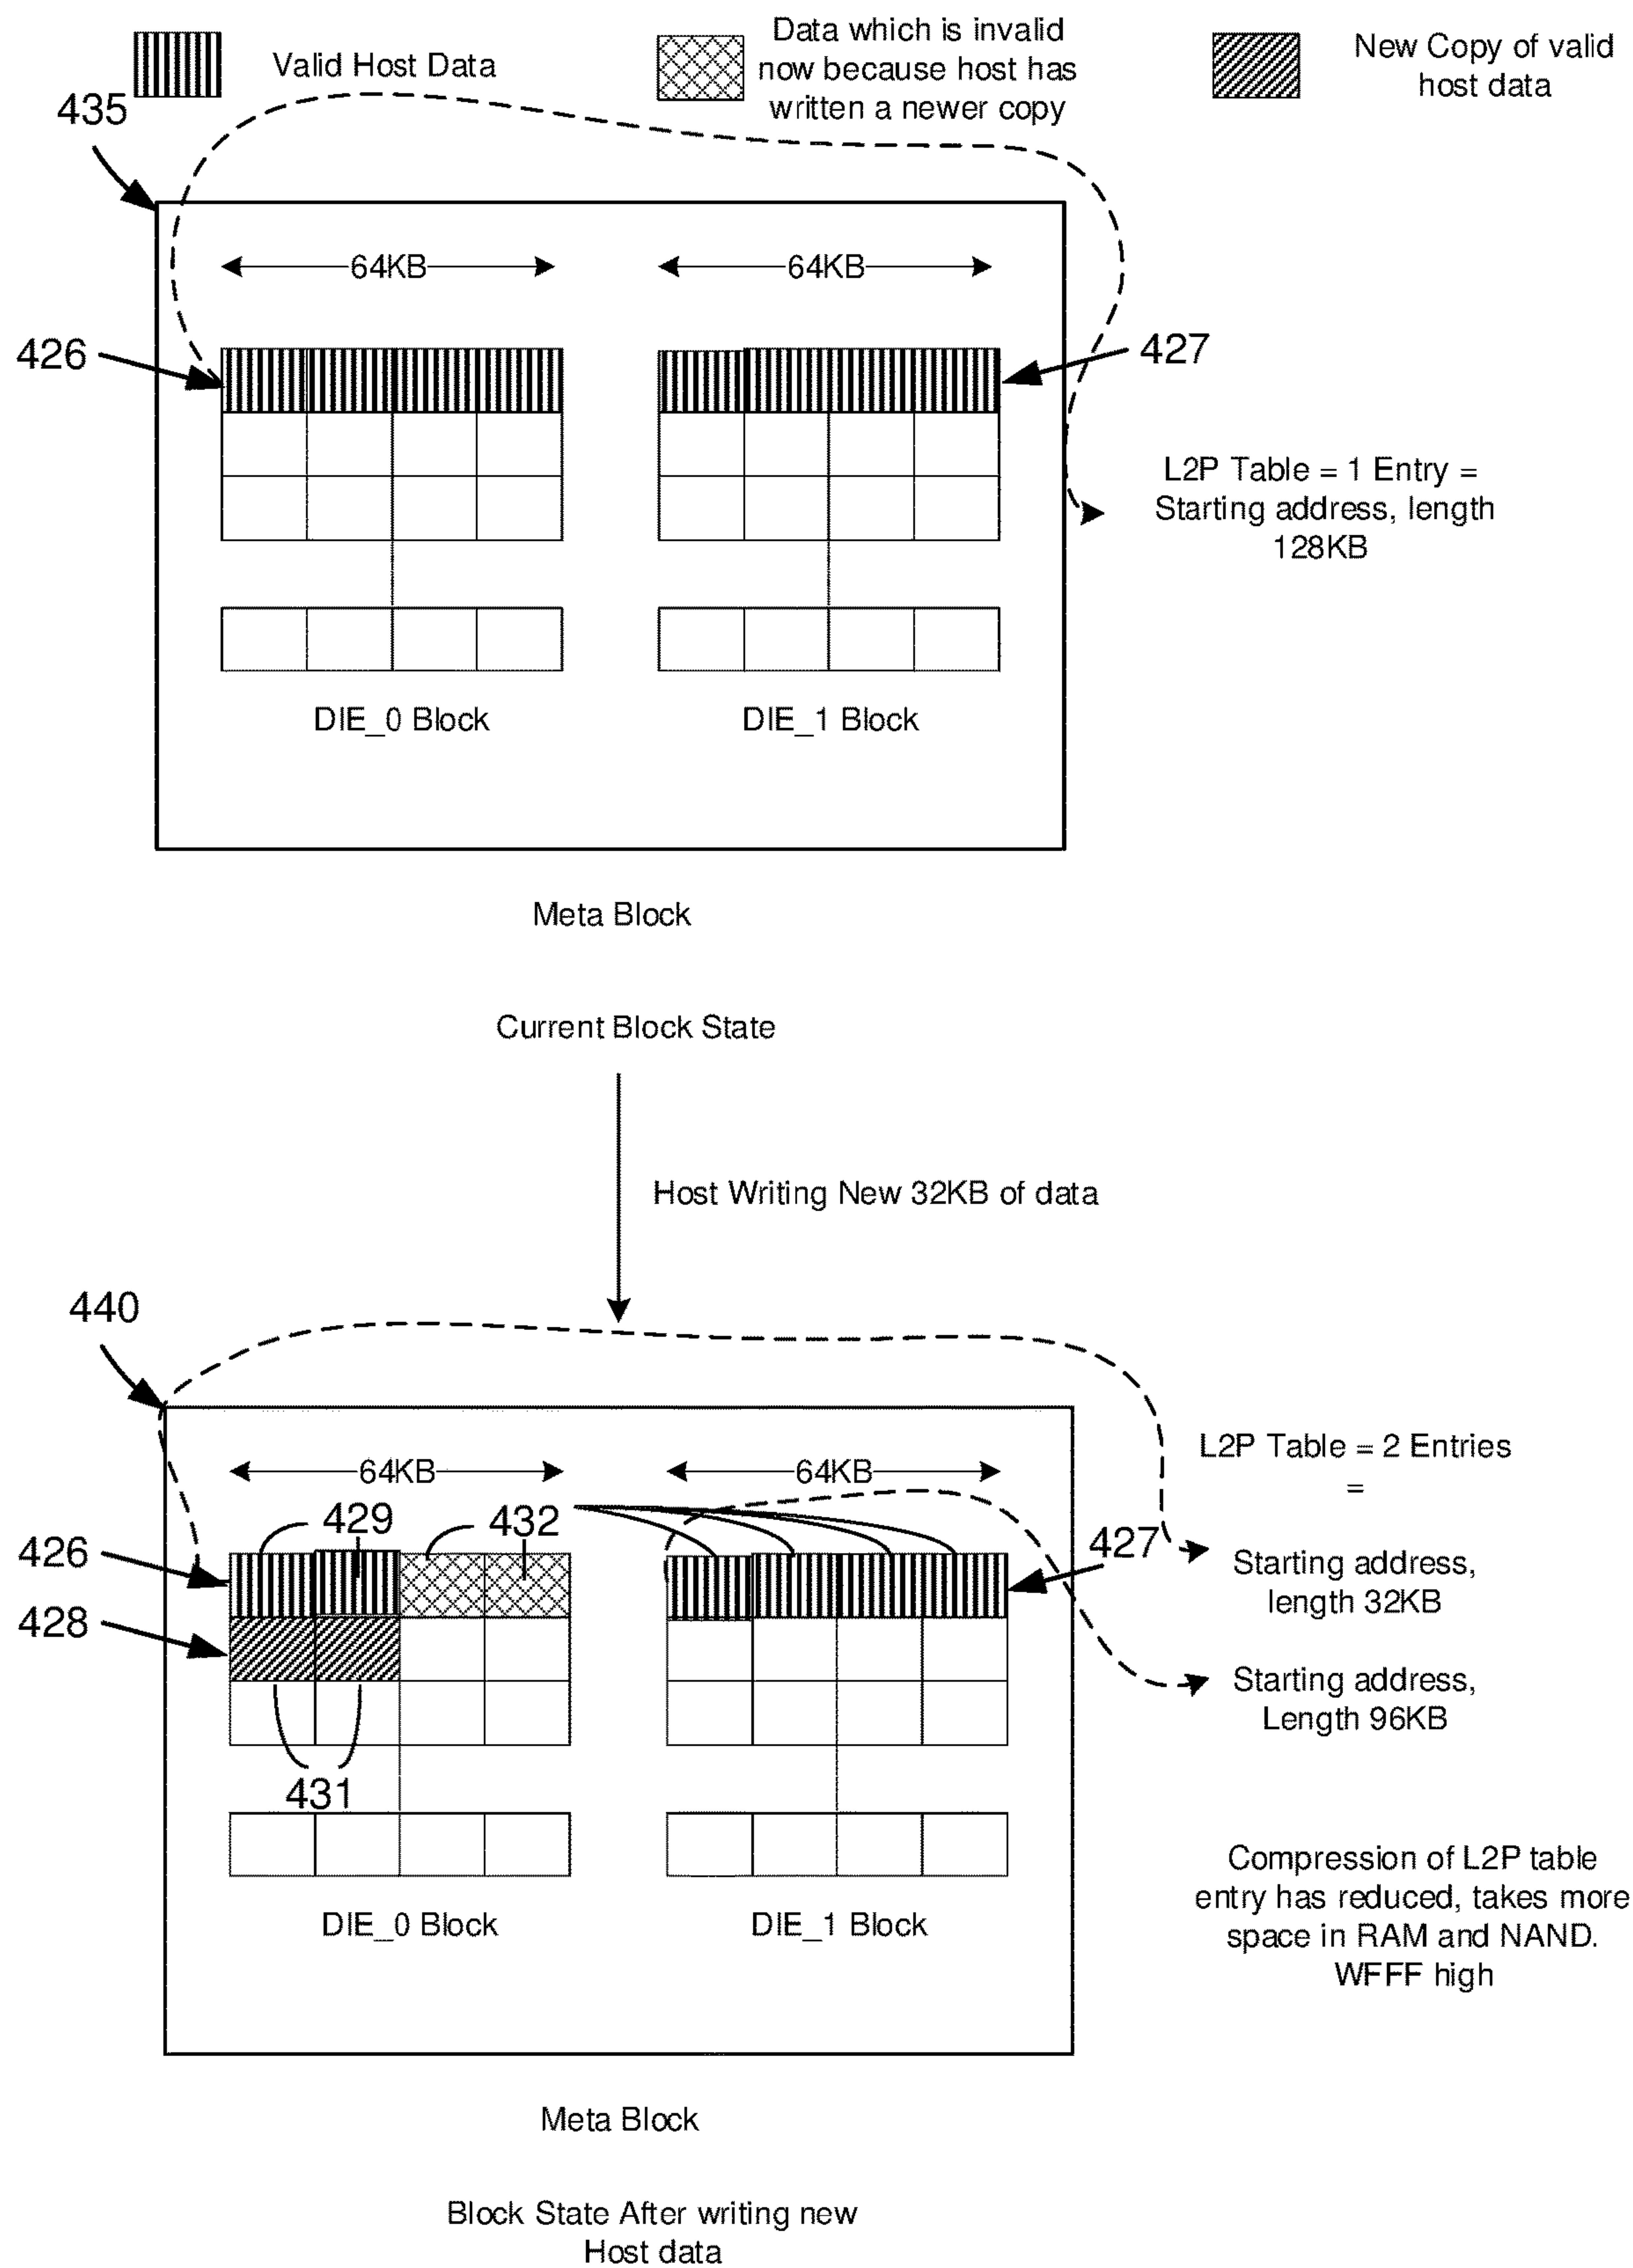 Valid Host Data
Data which is invalid
now because host has
written a newer copy
New Copy of valid
host data
435
64KB
64KB
426
427
L2P Table = 1 Entry =
Starting address, length
128KB
DIE_0 Block
DIE_1 Block
Meta Block
Current Block State
Host Writing New 32KB of data
440
L2P Table = 2 Entries
=
64KB
64KB
429
432
426
427
Starting address,
length 32KB
428
Starting address,
Length 96KB
431
Compression of L2P table
entry has reduced, takes more
space in RAM and NAND.
WFFF high
DIE_0 Block
DIE_1 Block
Meta Block
Block State After writing new
Host data